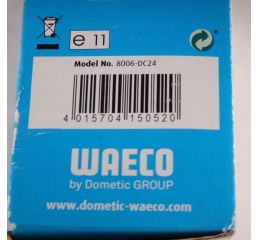 e 11
Model No. 8006-DC24
4 015704 150520
WAECO
by Dometic GROUP
www.dometic-waeco.com